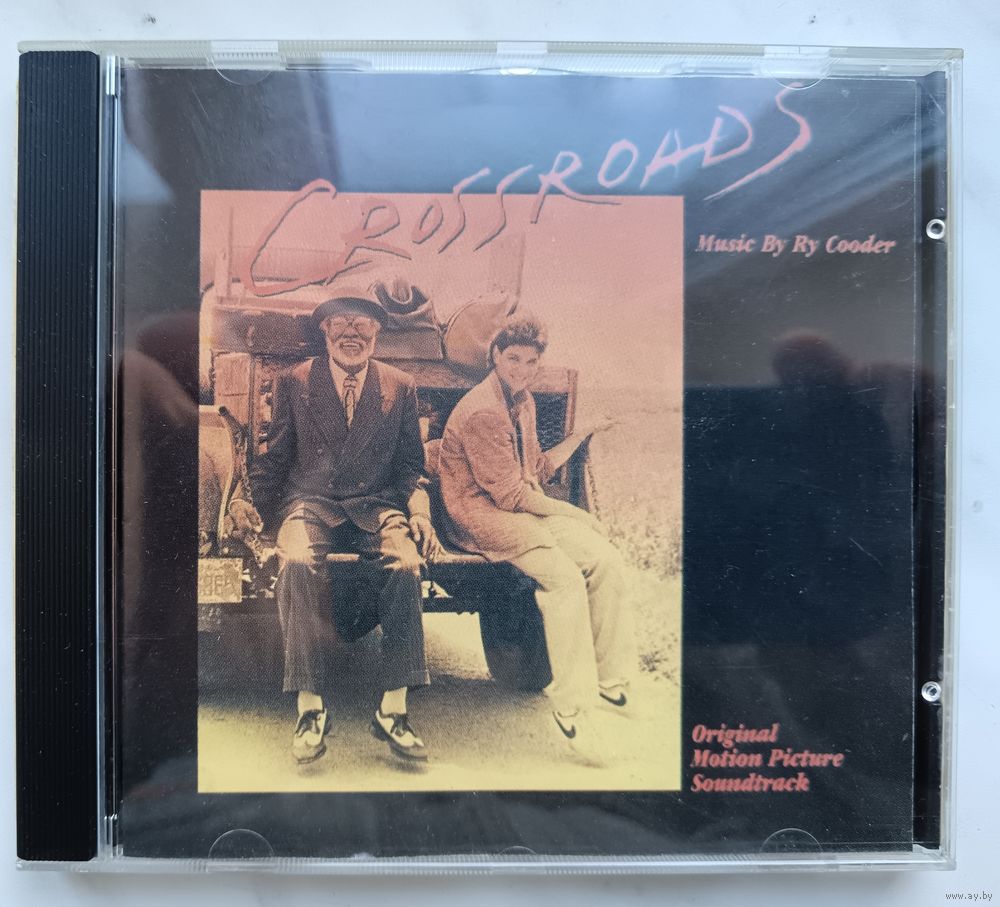 CROSSROADS
Music By Ry Cooder
Original
Motion Picture
Soundtrack
www.ay.by